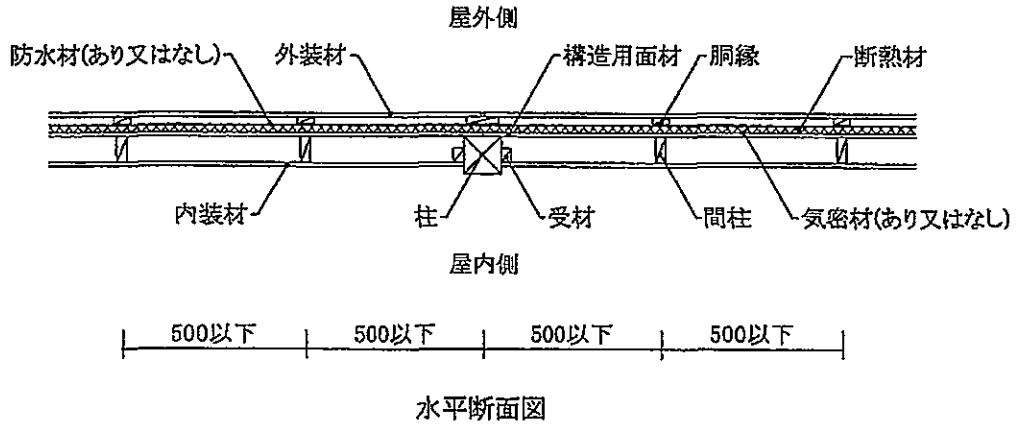 屋外側
防水材(あり又はなし) 外装材 構造用面材 胴縁 断熱材
内装材 柱 受材 間柱 気密材(あり又はなし)
屋内側
500以下 500以下 500以下 500以下
水平断面図